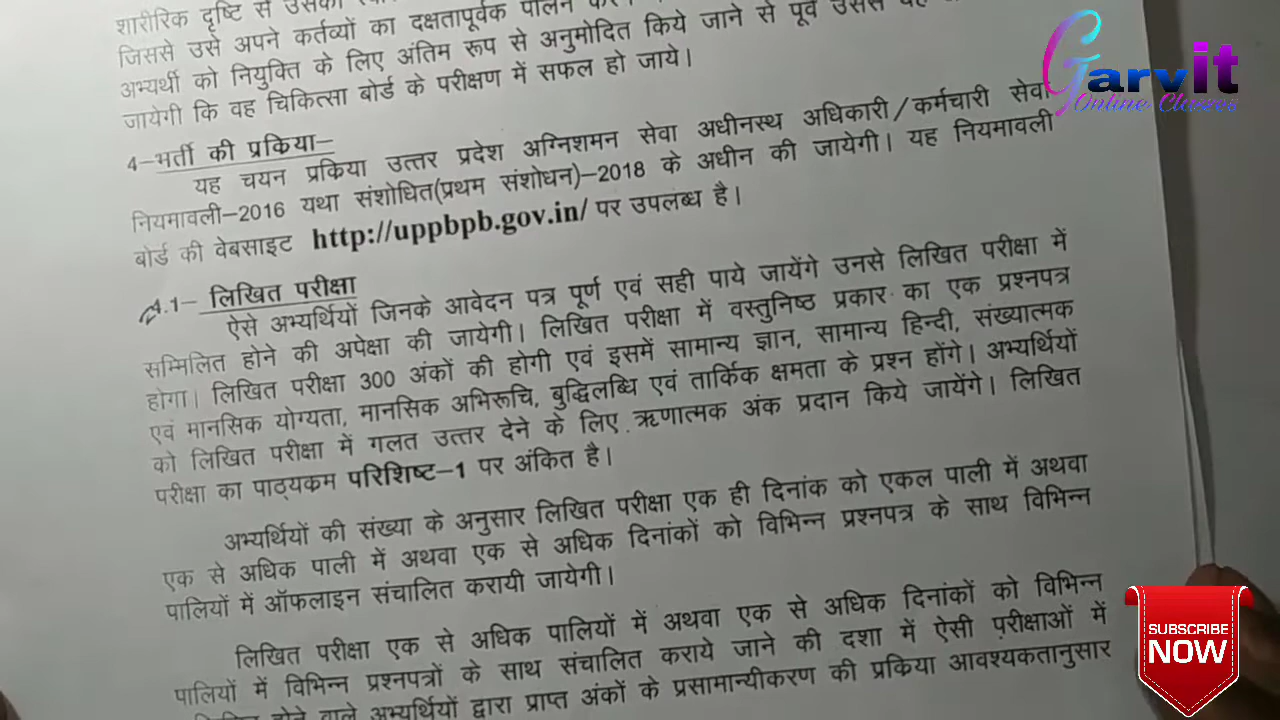 शारीरिक दृष्टि से उसका
जिससे उसे अपने कर्तव्यों का दक्षतापूर्वक पालन
अभ्यर्थी को नियुक्ति के लिए अंतिम रूप से अनुमोदित किये जाने से पूर्व उससे यह
जायेगी कि वह चिकित्सा बोर्ड के परीक्षण में सफल हो जाये।
4–भर्ती की प्रकिया–
यह चयन प्रकिया उत्तर प्रदेश अग्निशमन सेवा अधीनस्थ अधिकारी/कर्मचारी सेवा
नियमावली–2016 यथा संशोधित(प्रथम संशोधन)–2018 के अधीन की जायेगी। यह नियमावली
बोर्ड की वेबसाइट http://uppbpb.gov.in/ पर उपलब्ध है।
4.1– लिखित परीक्षा
ऐसे अभ्यर्थियों जिनके आवेदन पत्र पूर्ण एवं सही पाये जायेंगे उनसे लिखित परीक्षा में
सम्मिलित होने की अपेक्षा की जायेगी। लिखित परीक्षा में वस्तुनिष्ठ प्रकार का एक प्रश्नपत्र
होगा। लिखित परीक्षा 300 अंकों की होगी एवं इसमें सामान्य ज्ञान, सामान्य हिन्दी, संख्यात्मक
एवं मानसिक योग्यता, मानसिक अभिरूचि, बुद्धिलब्धि एवं तार्किक क्षमता के प्रश्न होंगे। अभ्यर्थियों
को लिखित परीक्षा में गलत उत्तर देने के लिए ऋणात्मक अंक प्रदान किये जायेंगे। लिखित
परीक्षा का पाठ्यकम परिशिष्ट–1 पर अंकित है।
अभ्यर्थियों की संख्या के अनुसार लिखित परीक्षा एक ही दिनांक को एकल पाली में अथवा
एक से अधिक पाली में अथवा एक से अधिक दिनांकों को विभिन्न प्रश्नपत्र के साथ विभिन्न
पालियों में ऑफलाइन संचालित करायी जायेगी।
लिखित परीक्षा एक से अधिक पालियों में अथवा एक से अधिक दिनांकों को विभिन्न
पालियों में विभिन्न प्रश्नपत्रों के साथ संचालित कराये जाने की दशा में ऐसी परीक्षाओं में
होने वाले अभ्यर्थियों द्वारा प्राप्त अंकों के प्रसामान्यीकरण की प्रकिया आवश्यकतानुसार
Garvit
Online Classes
SUBSCRIBE
NOW